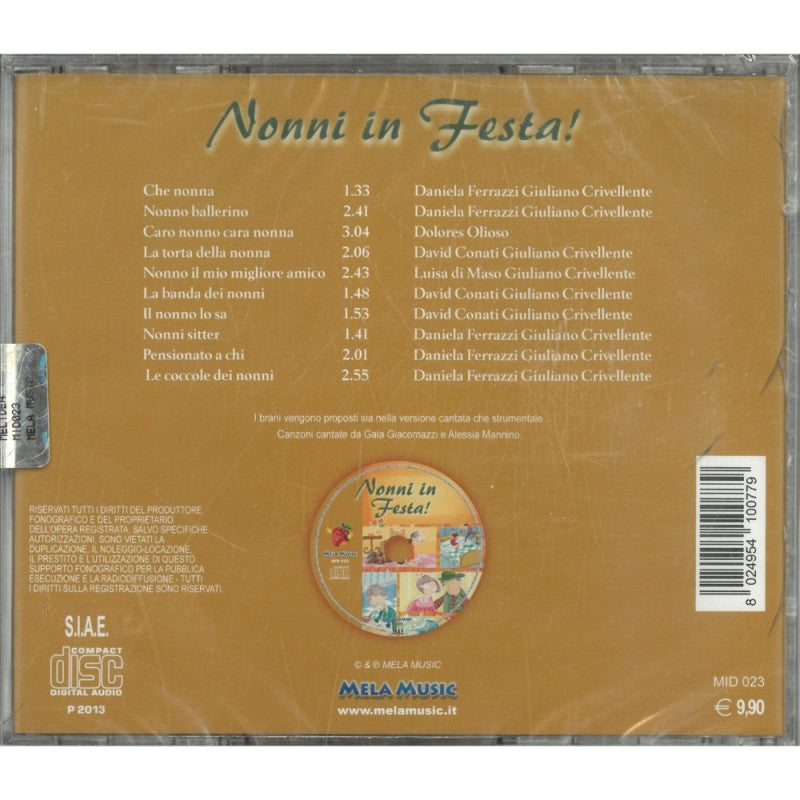 Nonni in Festa!
Che nonna 1.33 Daniela Ferrazzi Giuliano Crivellente
Nonno ballerino 2.41 Daniela Ferrazzi Giuliano Crivellente
Caro nonno cara nonna 3.04 Dolores Olioso
La torta della nonna 2.06 David Conati Giuliano Crivellente
Nonno il mio migliore amico 2.43 Luisa di Maso Giuliano Crivellente
La banda dei nonni 1.48 David Conati Giuliano Crivellente
Il nonno lo sa 1.53 David Conati Giuliano Crivellente
Nonni sitter 1.41 Daniela Ferrazzi Giuliano Crivellente
Pensionato a chi 2.01 Daniela Ferrazzi Giuliano Crivellente
Le coccole dei nonni 2.55 Daniela Ferrazzi Giuliano Crivellente
MID023
MELA MUSIC
I brani vengono proposti sia nella versione cantata che strumentale
Canzoni cantate da Gaia Giacomazzi e Alessia Mannino
Nonni in
Festa!
MELA MUSIC
MID 023
S.I.A.E.
RISERVATI TUTTI I DIRITTI DEL PRODUTTORE
FONOGRAFICO E DEL PROPRIETARIO
DELL'OPERA REGISTRATA. SALVO SPECIFICHE
AUTORIZZAZIONI, SONO VIETATI LA
DUPLICAZIONE, IL NOLEGGIO-LOCAZIONE,
IL PRESTITO E L'UTILIZZAZIONE DI QUESTO
SUPPORTO FONOGRAFICO PER LA PUBBLICA
ESECUZIONE E LA RADIODIFFUSIONE - TUTTI
I DIRITTI SULLA REGISTRAZIONE SONO RISERVATI.
S.I.A.E.
COMPACT
disc
DIGITAL AUDIO
P 2013
© & ℗ MELA MUSIC
MELA MUSIC
www.melamusic.it
8 024954 100779
MID 023
€ 9,90